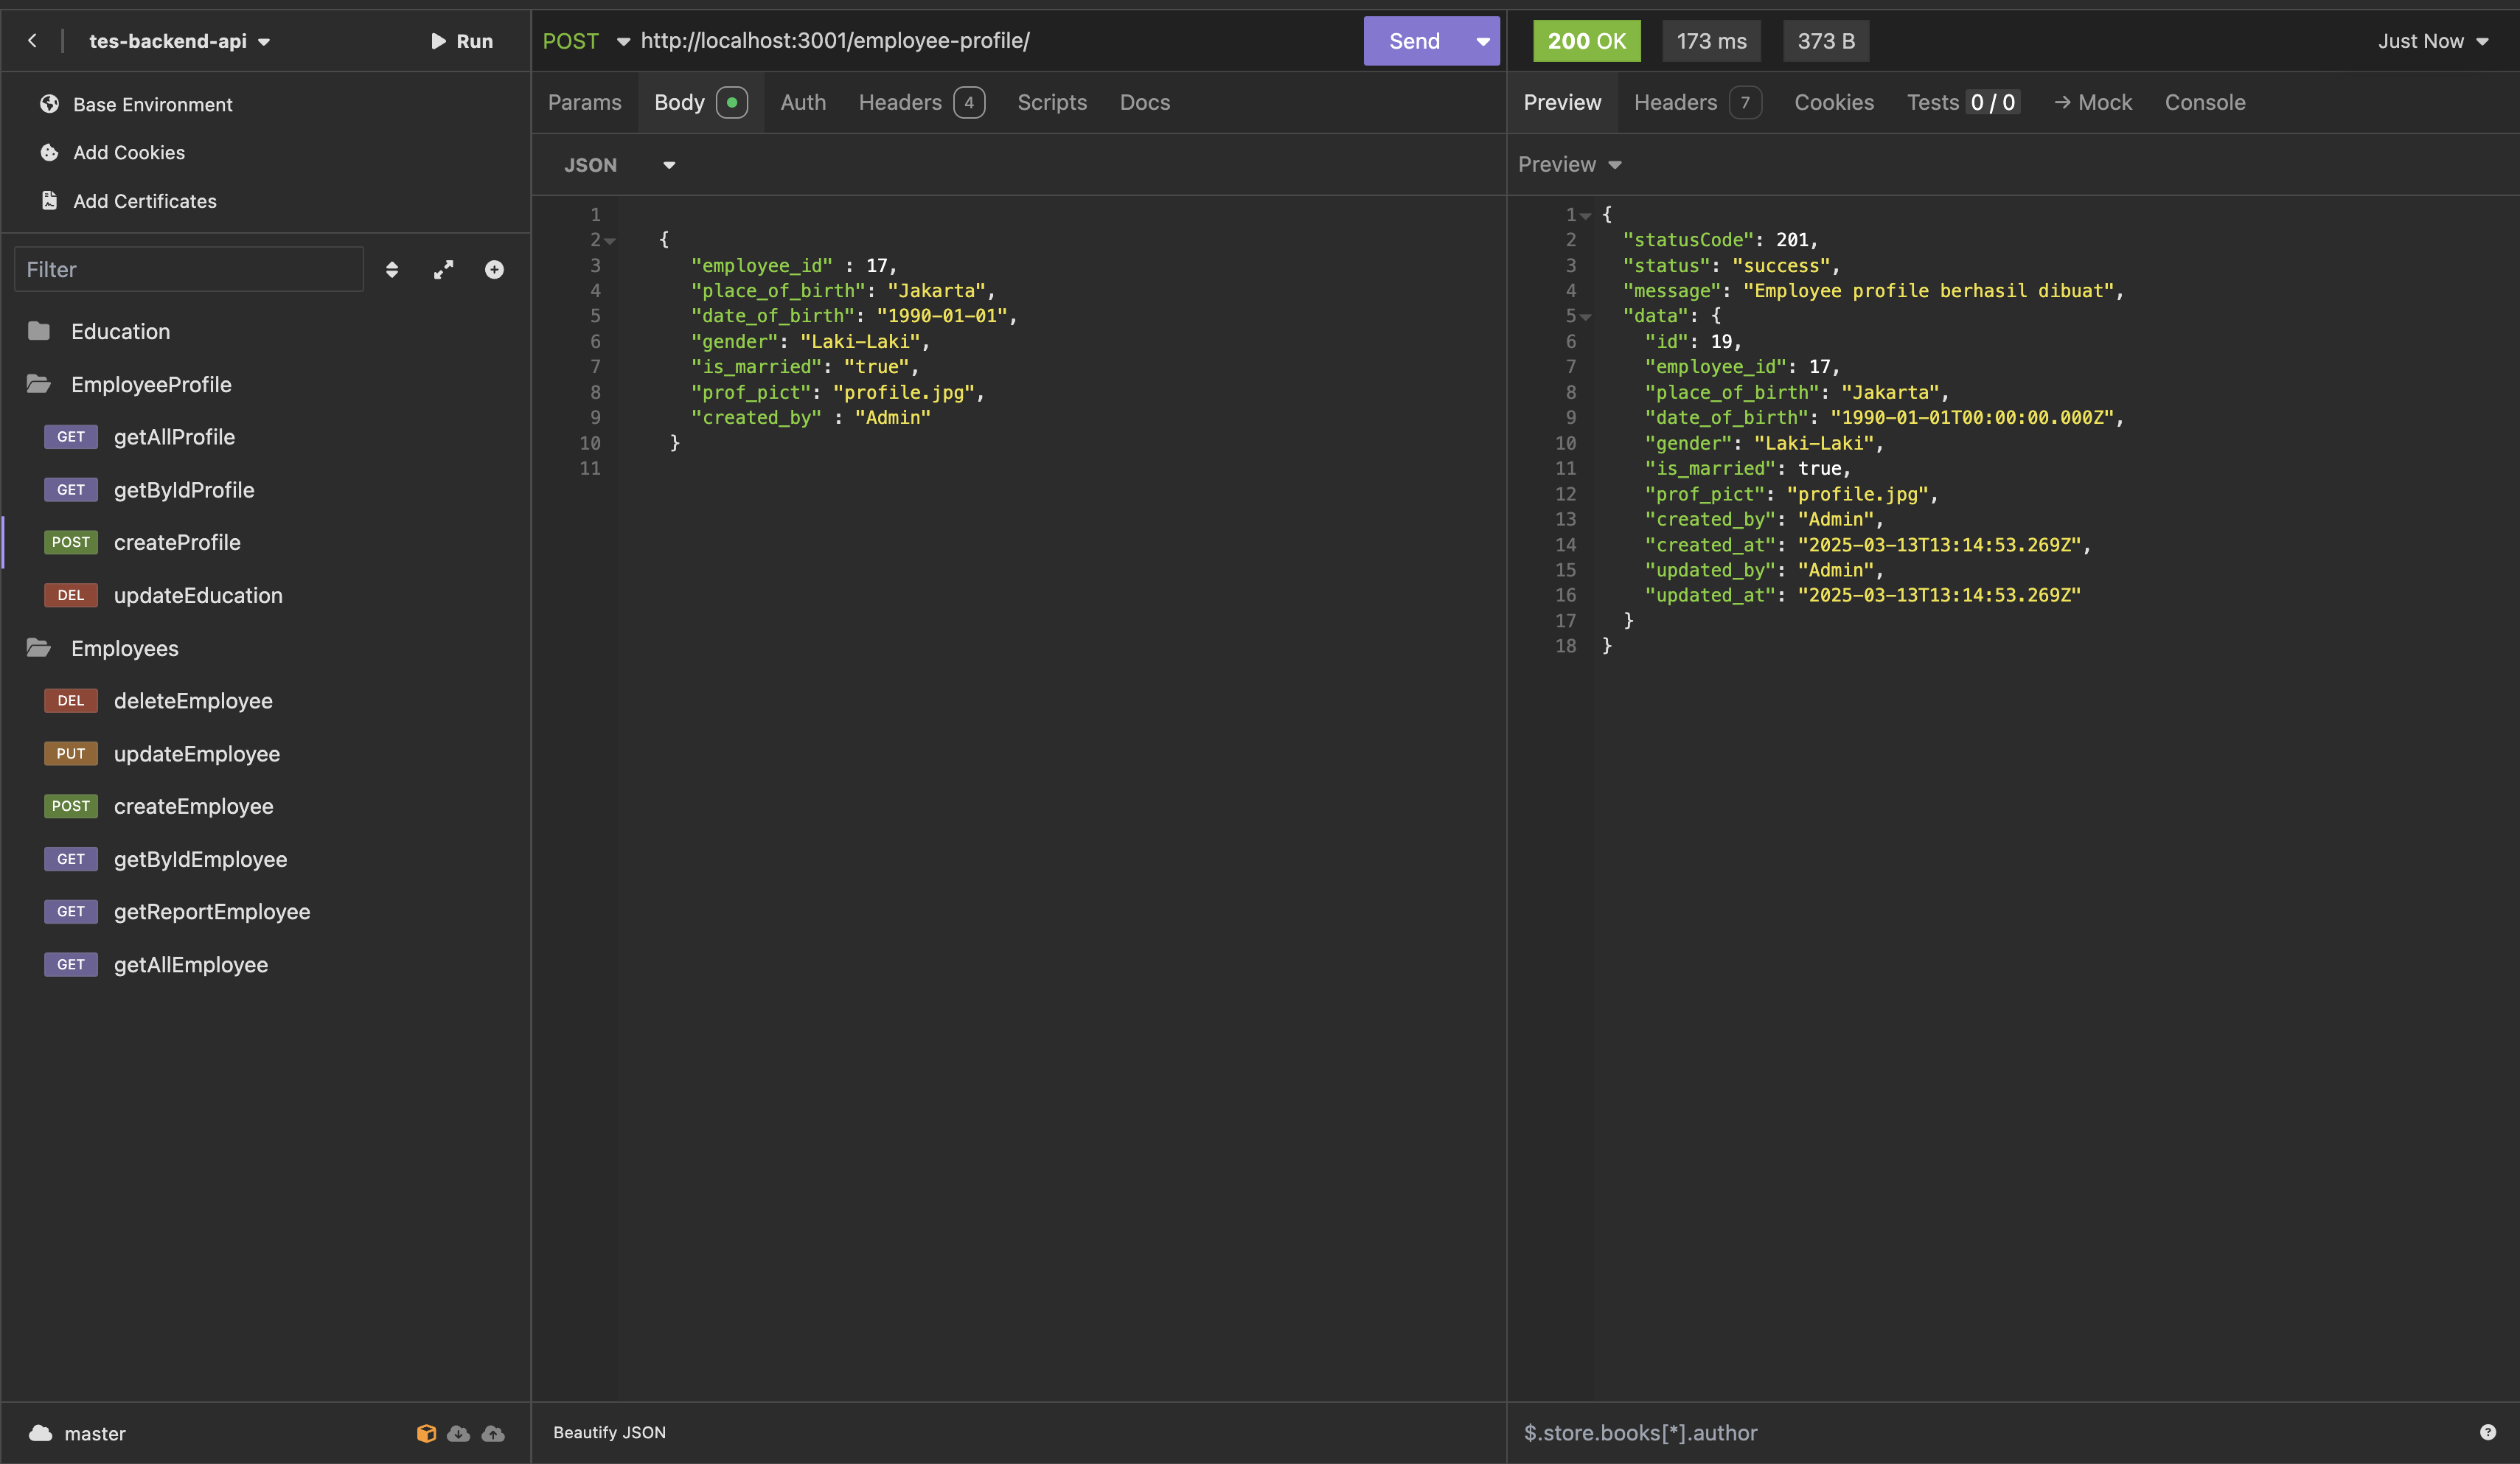 tes-backend-api
Run
Base Environment
Add Cookies
Add Certificates
Filter
Education
EmployeeProfile
GET getAllProfile
GET getByIdProfile
POST createProfile
DEL updateEducation
Employees
DEL deleteEmployee
PUT updateEmployee
POST createEmployee
GET getByIdEmployee
GET getReportEmployee
GET getAllEmployee
master
POST http://localhost:3001/employee-profile/ Send
Params Body Auth Headers 4 Scripts Docs
JSON
1
2 {
3 "employee_id" : 17,
4 "place_of_birth": "Jakarta",
5 "date_of_birth": "1990-01-01",
6 "gender": "Laki-Laki",
7 "is_married": "true",
8 "prof_pict": "profile.jpg",
9 "created_by" : "Admin"
10 }
11
Beautify JSON
200 OK 173 ms 373 B Just Now
Preview Headers 7 Cookies Tests 0 / 0 → Mock Console
Preview
1 {
2 "statusCode": 201,
3 "status": "success",
4 "message": "Employee profile berhasil dibuat",
5 "data": {
6 "id": 19,
7 "employee_id": 17,
8 "place_of_birth": "Jakarta",
9 "date_of_birth": "1990-01-01T00:00:00.000Z",
10 "gender": "Laki-Laki",
11 "is_married": true,
12 "prof_pict": "profile.jpg",
13 "created_by": "Admin",
14 "created_at": "2025-03-13T13:14:53.269Z",
15 "updated_by": "Admin",
16 "updated_at": "2025-03-13T13:14:53.269Z"
17 }
18 }
$.store.books[*].author